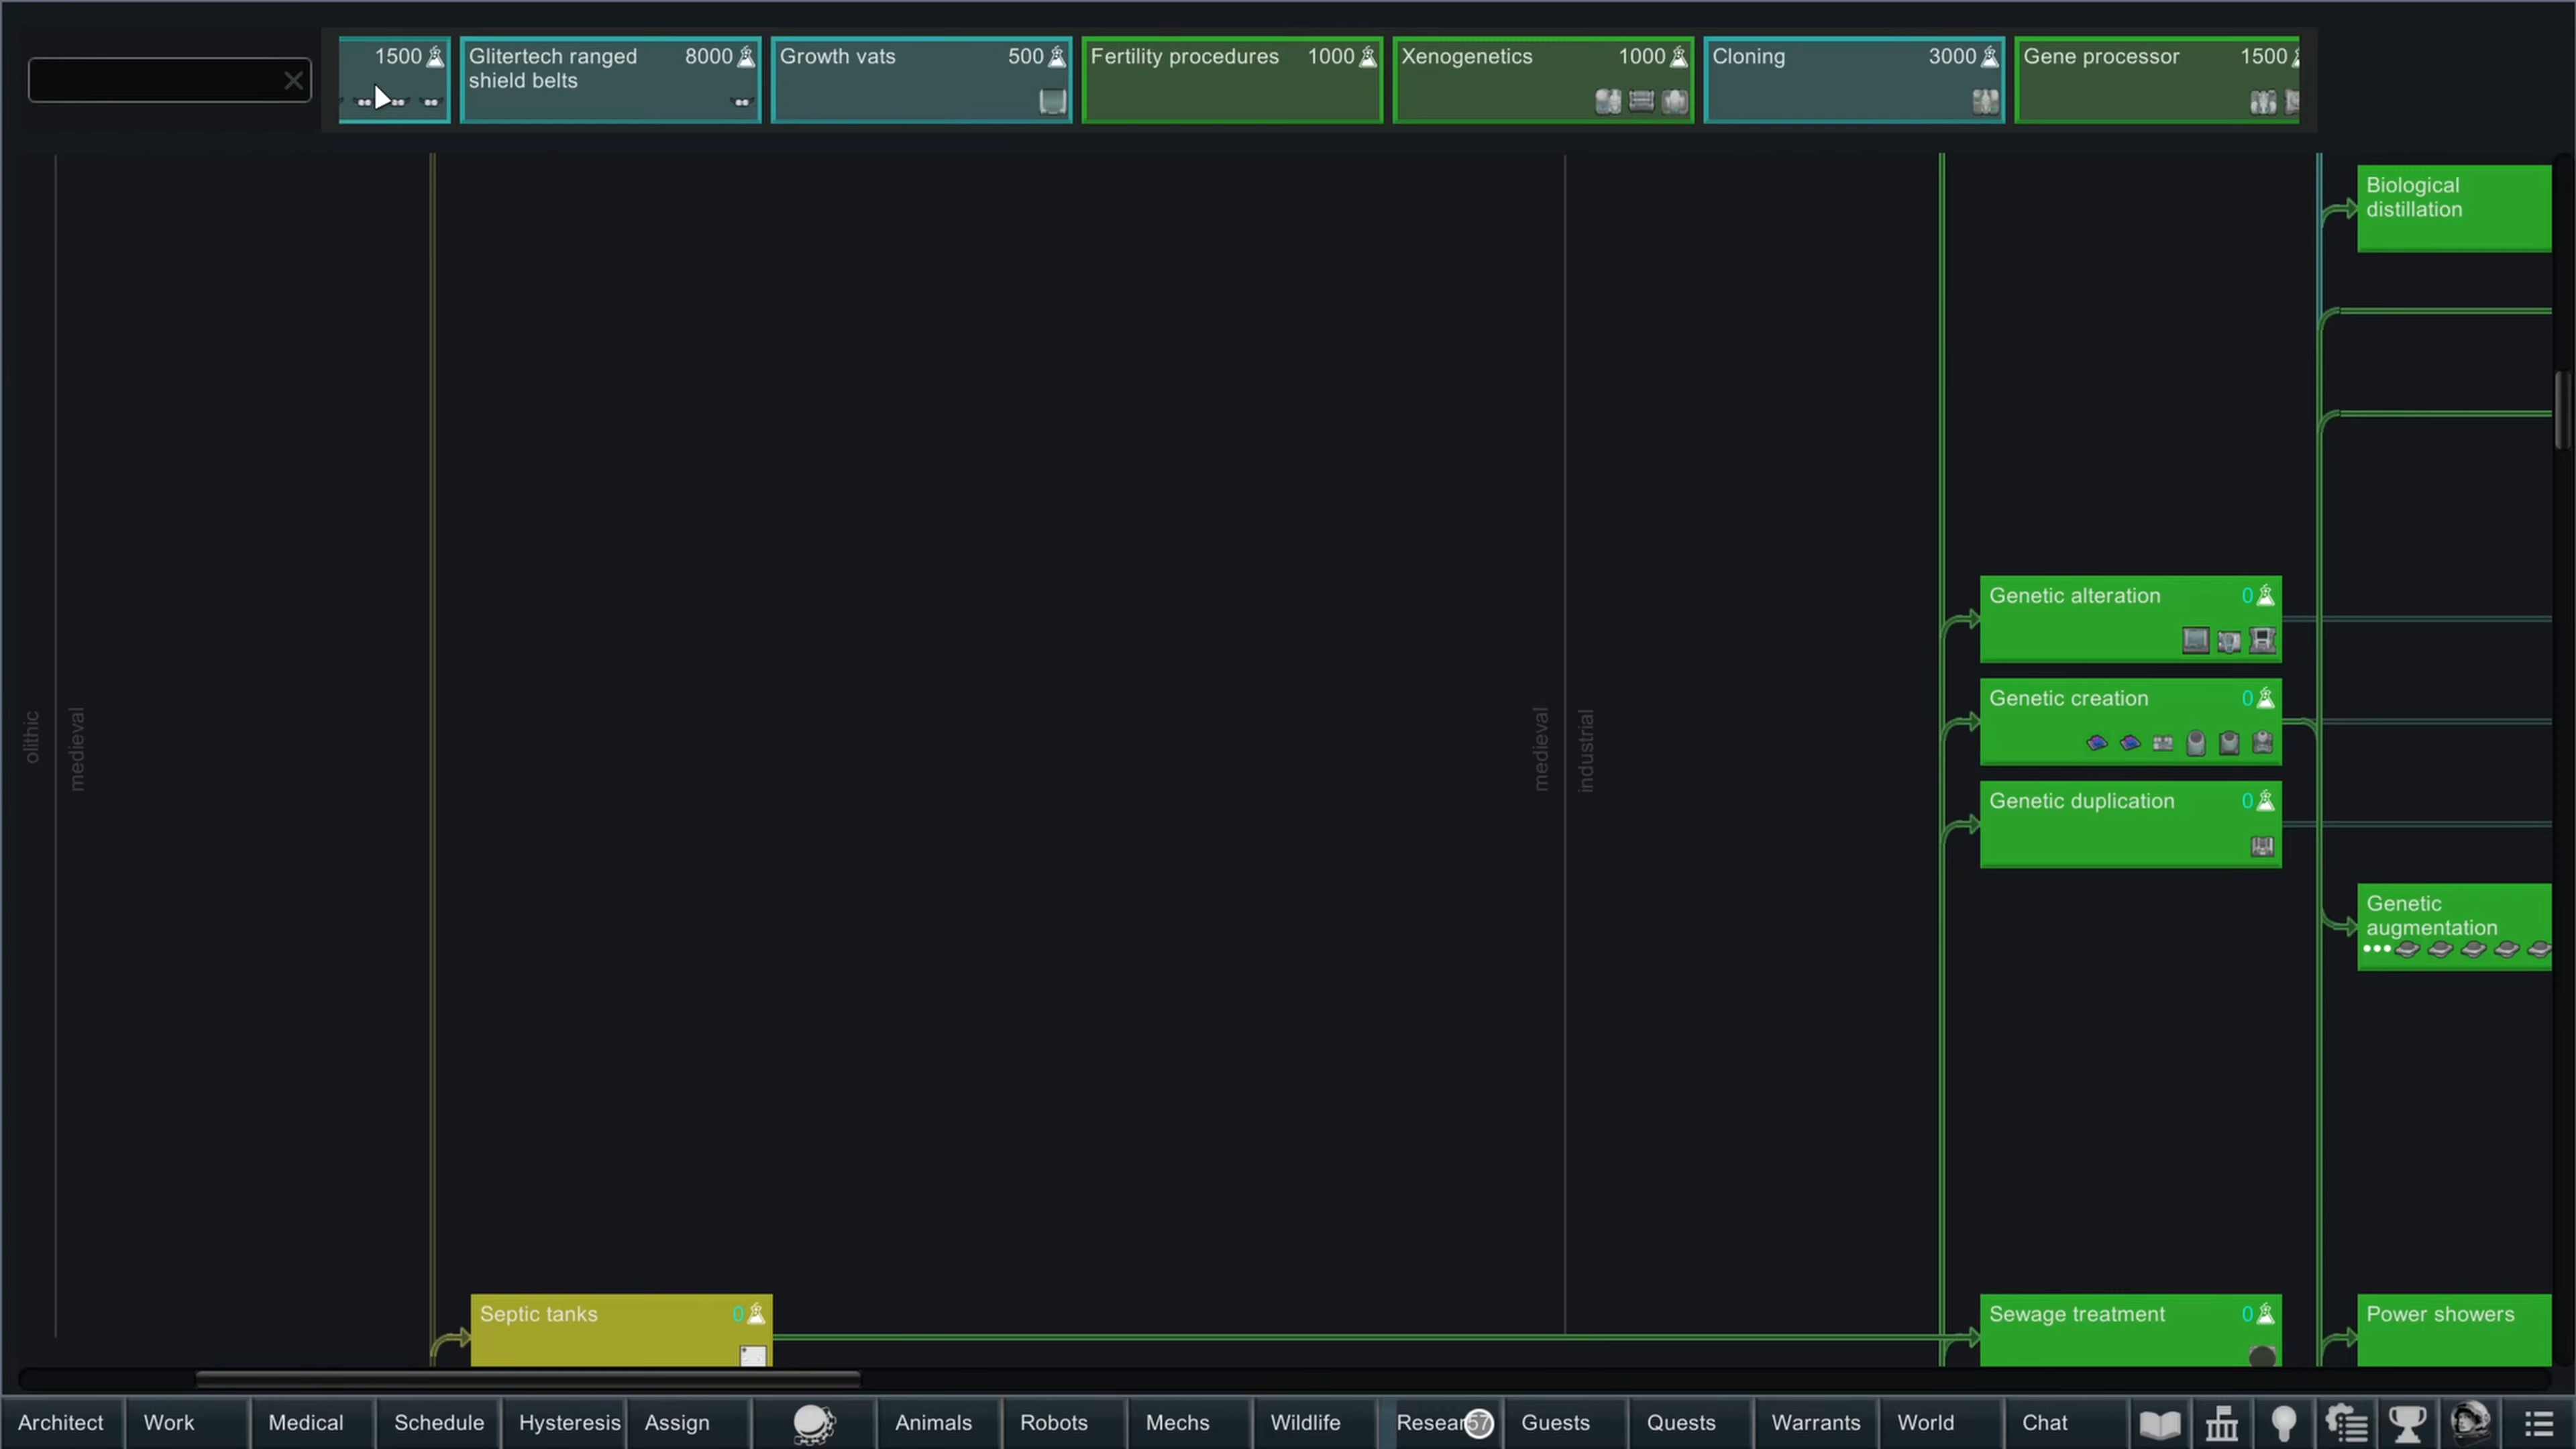 1500
Glitertech ranged
shield belts
8000
Growth vats
500
Fertility procedures
1000
Xenogenetics
1000
Cloning
3000
Gene processor
1500
Biological
distillation
Genetic alteration
0
Genetic creation
0
olithic
medieval
medieval
industrial
Genetic duplication
0
Genetic
augmentation
Septic tanks
0
Sewage treatment
0
Power showers
Architect
Work
Medical
Schedule
Hysteresis
Assign
Animals
Robots
Mechs
Wildlife
Resear
57
Guests
Quests
Warrants
World
Chat